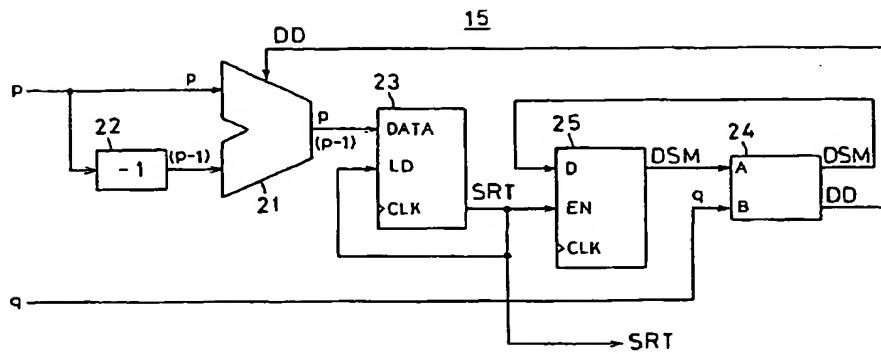 15
DD
p
p
22
-1
(p-1)
21
p
(p-1)
23
DATA
LD
CLK
SRT
25
D
EN
CLK
DSM
q
24
A
B
DSM
DD
q
SRT